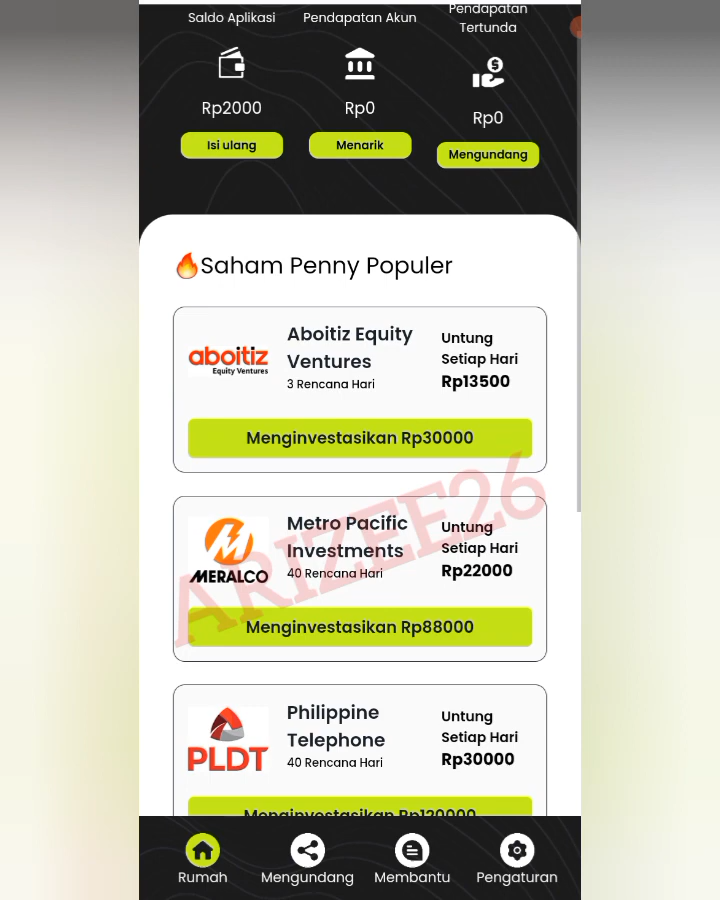 Saldo Aplikasi
Pendapatan Akun
Pendapatan
Tertunda
Rp2000
Rp0
Rp0
Isi ulang
Menarik
Mengundang
🔥Saham Penny Populer
aboitiz
Equity Ventures
Aboitiz Equity
Ventures
3 Rencana Hari
Untung
Setiap Hari
Rp13500
Menginvestasikan Rp30000
MERALCO
Metro Pacific
Investments
40 Rencana Hari
Untung
Setiap Hari
Rp22000
Menginvestasikan Rp88000
ARIZEE26
PLDT
Philippine
Telephone
40 Rencana Hari
Untung
Setiap Hari
Rp30000
Menginvestasikan Rp120000
Rumah
Mengundang
Membantu
Pengaturan